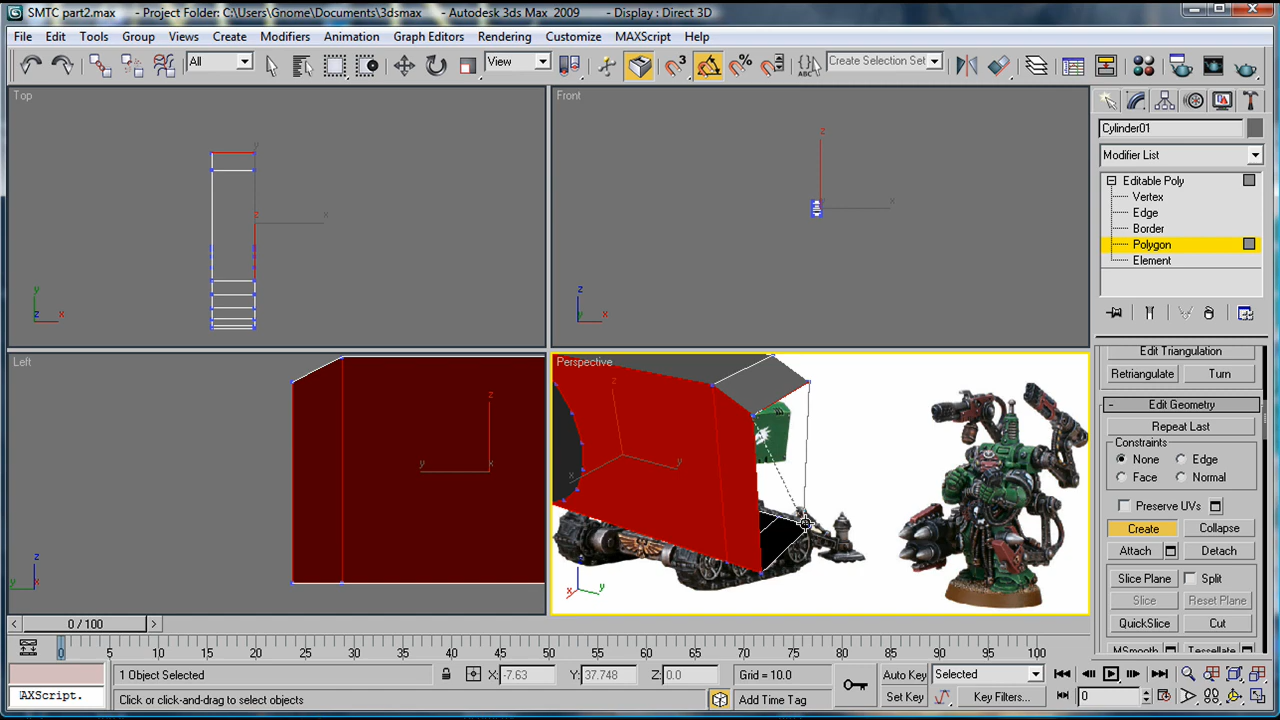 SMTC part2.max - Project Folder: C:\Users\Gnome\Documents\3dsmax - Autodesk 3ds Max 2009 - Display : Direct 3D
File Edit Tools Group Views Create Modifiers Animation Graph Editors Rendering Customize MAXScript Help
All View 3 Create Selection Set
Top Front
y z x x z
y z x z y x
Cylinder01
Modifier List
Editable Poly
Vertex
Edge
Border
Polygon
Element
Left Perspective
z y x z x y
z y x z x y
Edit Triangulation
Retriangulate Turn
Edit Geometry
Repeat Last
Constraints
None Edge
Face Normal
Preserve UVs
Create Collapse
Attach Detach
Slice Plane Split
Slice Reset Plane
QuickSlice Cut
MSmooth Tessellate
0 / 100
0 5 10 15 20 25 30 35 40 45 50 55 60 65 70 75 80 85 90 95 100
1 Object Selected X: -7.63 Y: 37.748 Z: 0.0 Grid = 10.0 Auto Key Selected
AXScript. Click or click-and-drag to select objects Add Time Tag Set Key Key Filters... 0